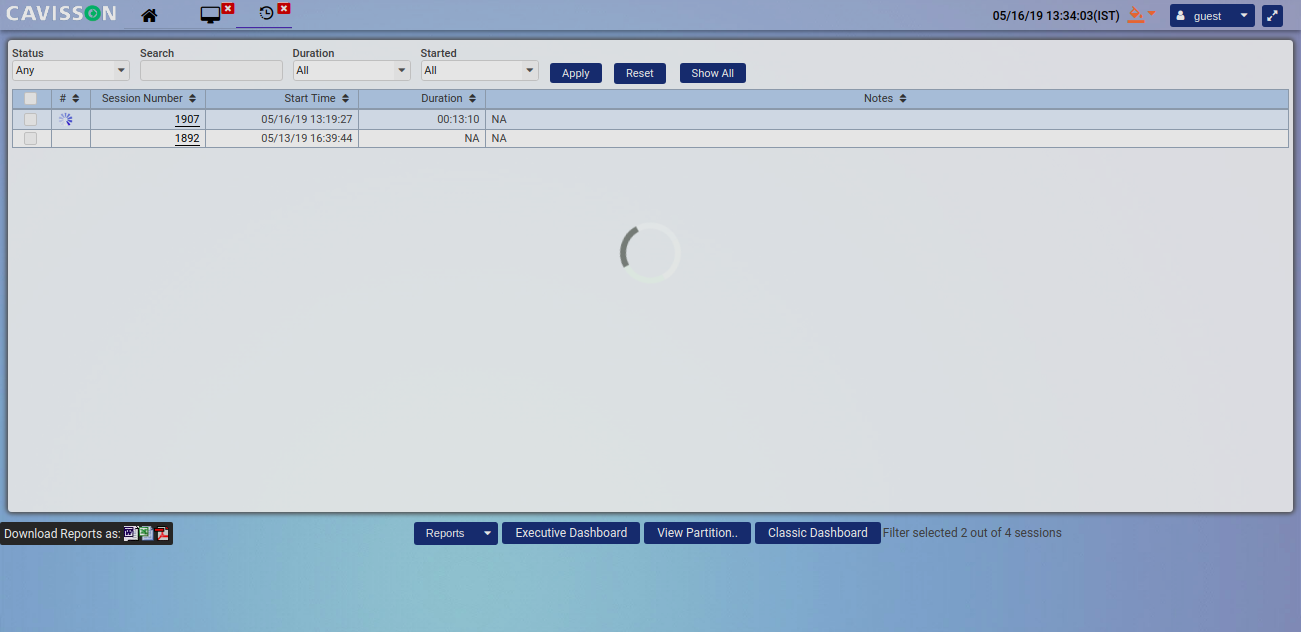 CAVISSON 05/16/19 13:34:03(IST) guest
Status Search Duration Started
Any All All Apply Reset Show All
# Session Number Start Time Duration Notes
1907 05/16/19 13:19:27 00:13:10 NA
1892 05/13/19 16:39:44 NA NA
Download Reports as: Reports Executive Dashboard View Partition.. Classic Dashboard Filter selected 2 out of 4 sessions